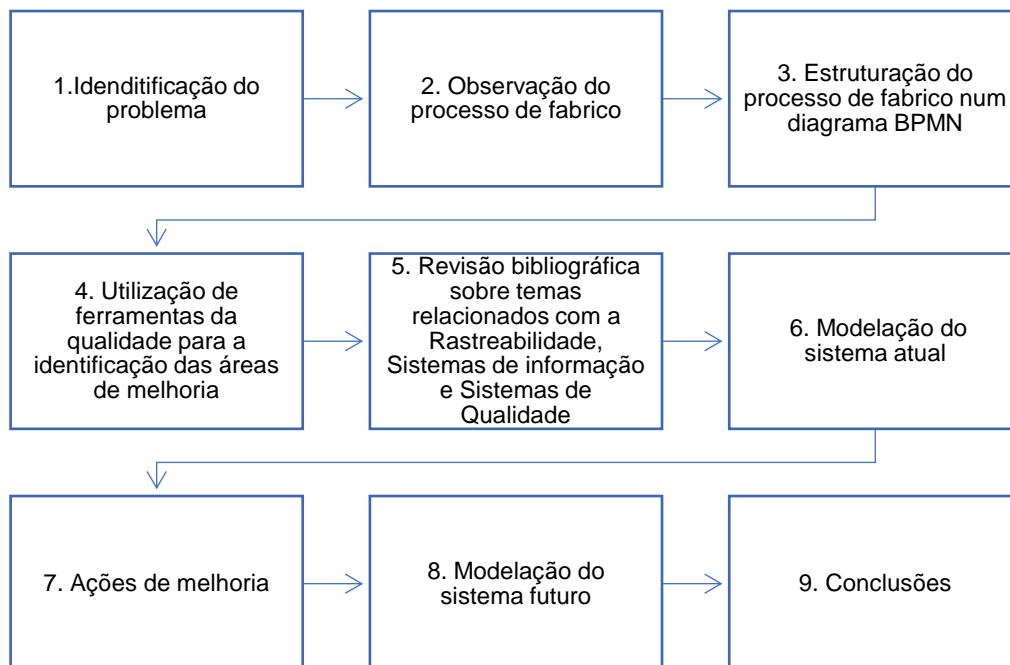 1.Idenditificação do
problema
2. Observação do
processo de fabrico
3. Estruturação do
processo de fabrico num
diagrama BPMN
4. Utilização de
ferramentas da
qualidade para a
identificação das áreas
de melhoria
5. Revisão bibliográfica
sobre temas
relacionados com a
Rastreabilidade,
Sistemas de informação
e Sistemas de
Qualidade
6. Modelação do
sistema atual
7. Ações de melhoria
8. Modelação do
sistema futuro
9. Conclusões